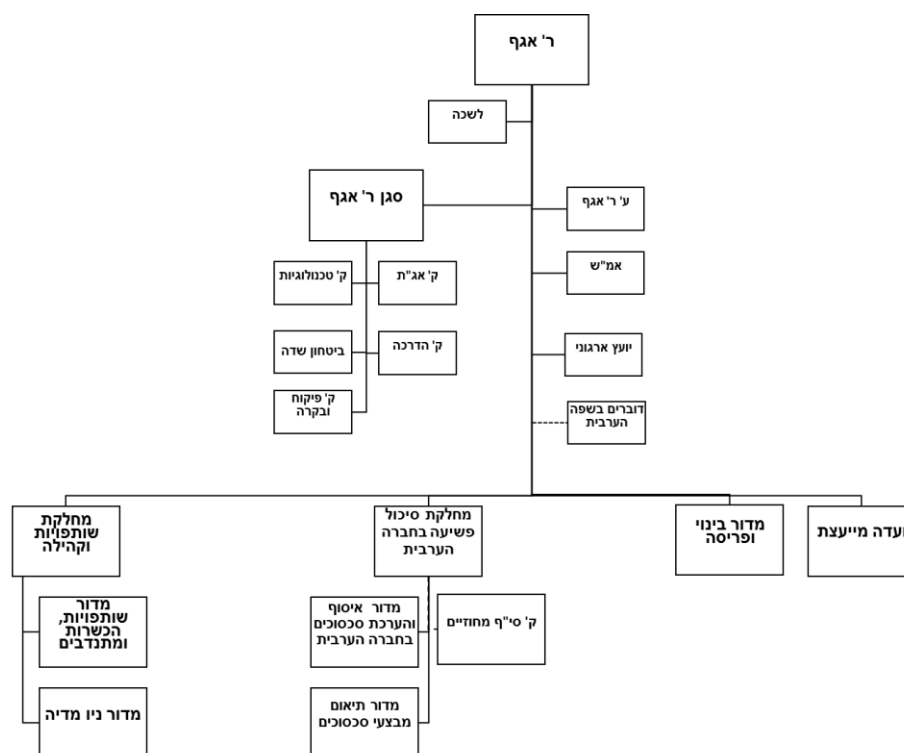 ר' אגף
לשכה
סגן ר' אגף
ע' ר' אגף
ק' טכנולוגיות
ק' אג"ת
אמ"ש
ביטחון שדה
ק' הדרכה
יועץ ארגוני
ק' פיקוח
ובקרה
דוברים בשפה
הערבית
ועדה מייעצת
מדור בינוי
ופריסה
מחלקת סיכול
פשיעה בחברה
הערבית
מחלקת
שותפויות
וקהילה
ק' סי"ף מחוזיים
מדור איסוף
והערכת סכסוכים
בחברה הערבית
מדור תיאום
מבצעי סכסוכים
מדור
שותפויות,
הכשרות
ומתנדבים
מדור ניו מדיה